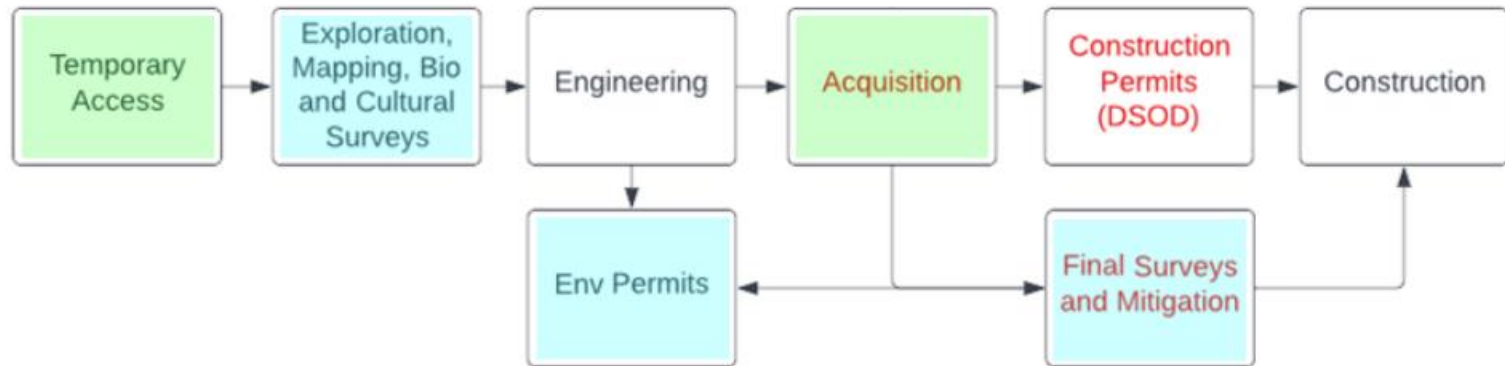 Temporary
Access
Exploration,
Mapping, Bio
and Cultural
Surveys
Engineering
Acquisition
Construction
Permits
(DSOD)
Construction
Env Permits
Final Surveys
and Mitigation